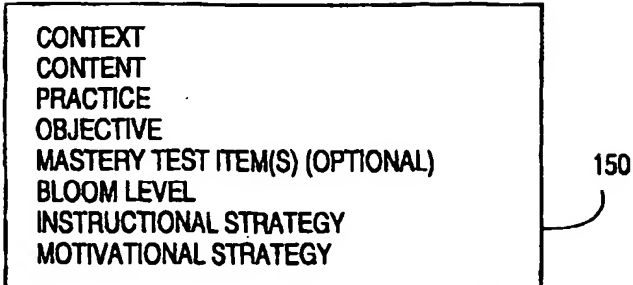 CONTEXT
CONTENT
PRACTICE
OBJECTIVE
MASTERY TEST ITEM(S) (OPTIONAL)
BLOOM LEVEL
INSTRUCTIONAL STRATEGY
MOTIVATIONAL STRATEGY
150